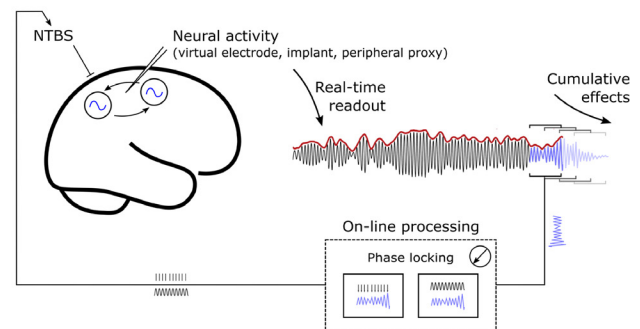 NTBS
Neural activity
(virtual electrode, implant, peripheral proxy)
Real-time
readout
Cumulative
effects
On-line processing
Phase locking